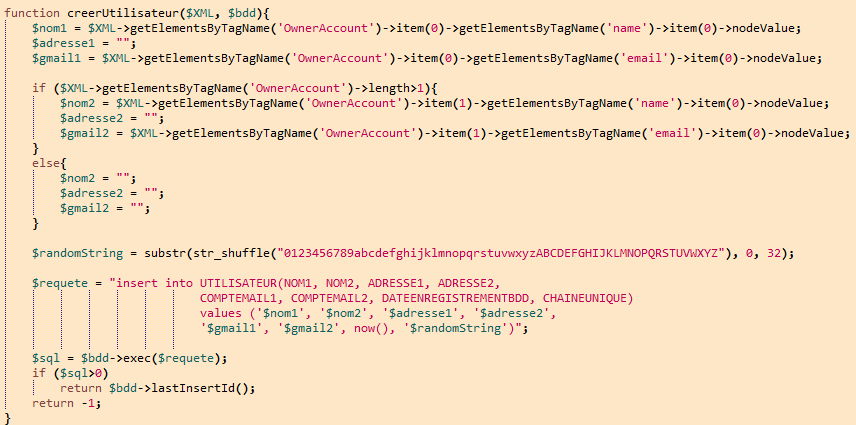 function creerUtilisateur($XML, $bdd){
$nom1 = $XML->getElementsByTagName('OwnerAccount')->item(0)->getElementsByTagName('name')->item(0)->nodeValue;
$adresse1 = "";
$gmail1 = $XML->getElementsByTagName('OwnerAccount')->item(0)->getElementsByTagName('email')->item(0)->nodeValue;
if ($XML->getElementsByTagName('OwnerAccount')->length>1){
$nom2 = $XML->getElementsByTagName('OwnerAccount')->item(1)->getElementsByTagName('name')->item(0)->nodeValue;
$adresse2 = "";
$gmail2 = $XML->getElementsByTagName('OwnerAccount')->item(1)->getElementsByTagName('email')->item(0)->nodeValue;
}
else{
$nom2 = "";
$adresse2 = "";
$gmail2 = "";
}
$randomString = substr(str_shuffle("0123456789abcdefghijklmnopqrstuvwxyzABCDEFGHIJKLMNOPQRSTUVWXYZ"), 0, 32);
$requete = "insert into UTILISATEUR(NOM1, NOM2, ADRESSE1, ADRESSE2,
COMPTEMAIL1, COMPTEMAIL2, DATEENREGISTREMENTBDD, CHAINEUNIQUE)
values ('$nom1', '$nom2', '$adresse1', '$adresse2',
'$gmail1', '$gmail2', now(), '$randomString')";
$sql = $bdd->exec($requete);
if ($sql>0)
return $bdd->lastInsertId();
return -1;
}